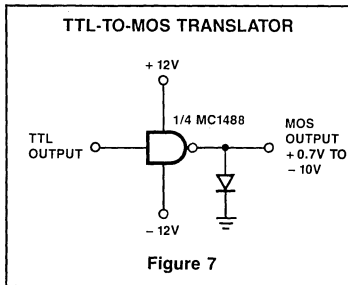 TTL-TO-MOS TRANSLATOR
+ 12V
1/4 MC1488
TTL
OUTPUT
MOS
OUTPUT
+ 0.7V TO
– 10V
– 12V
Figure 7